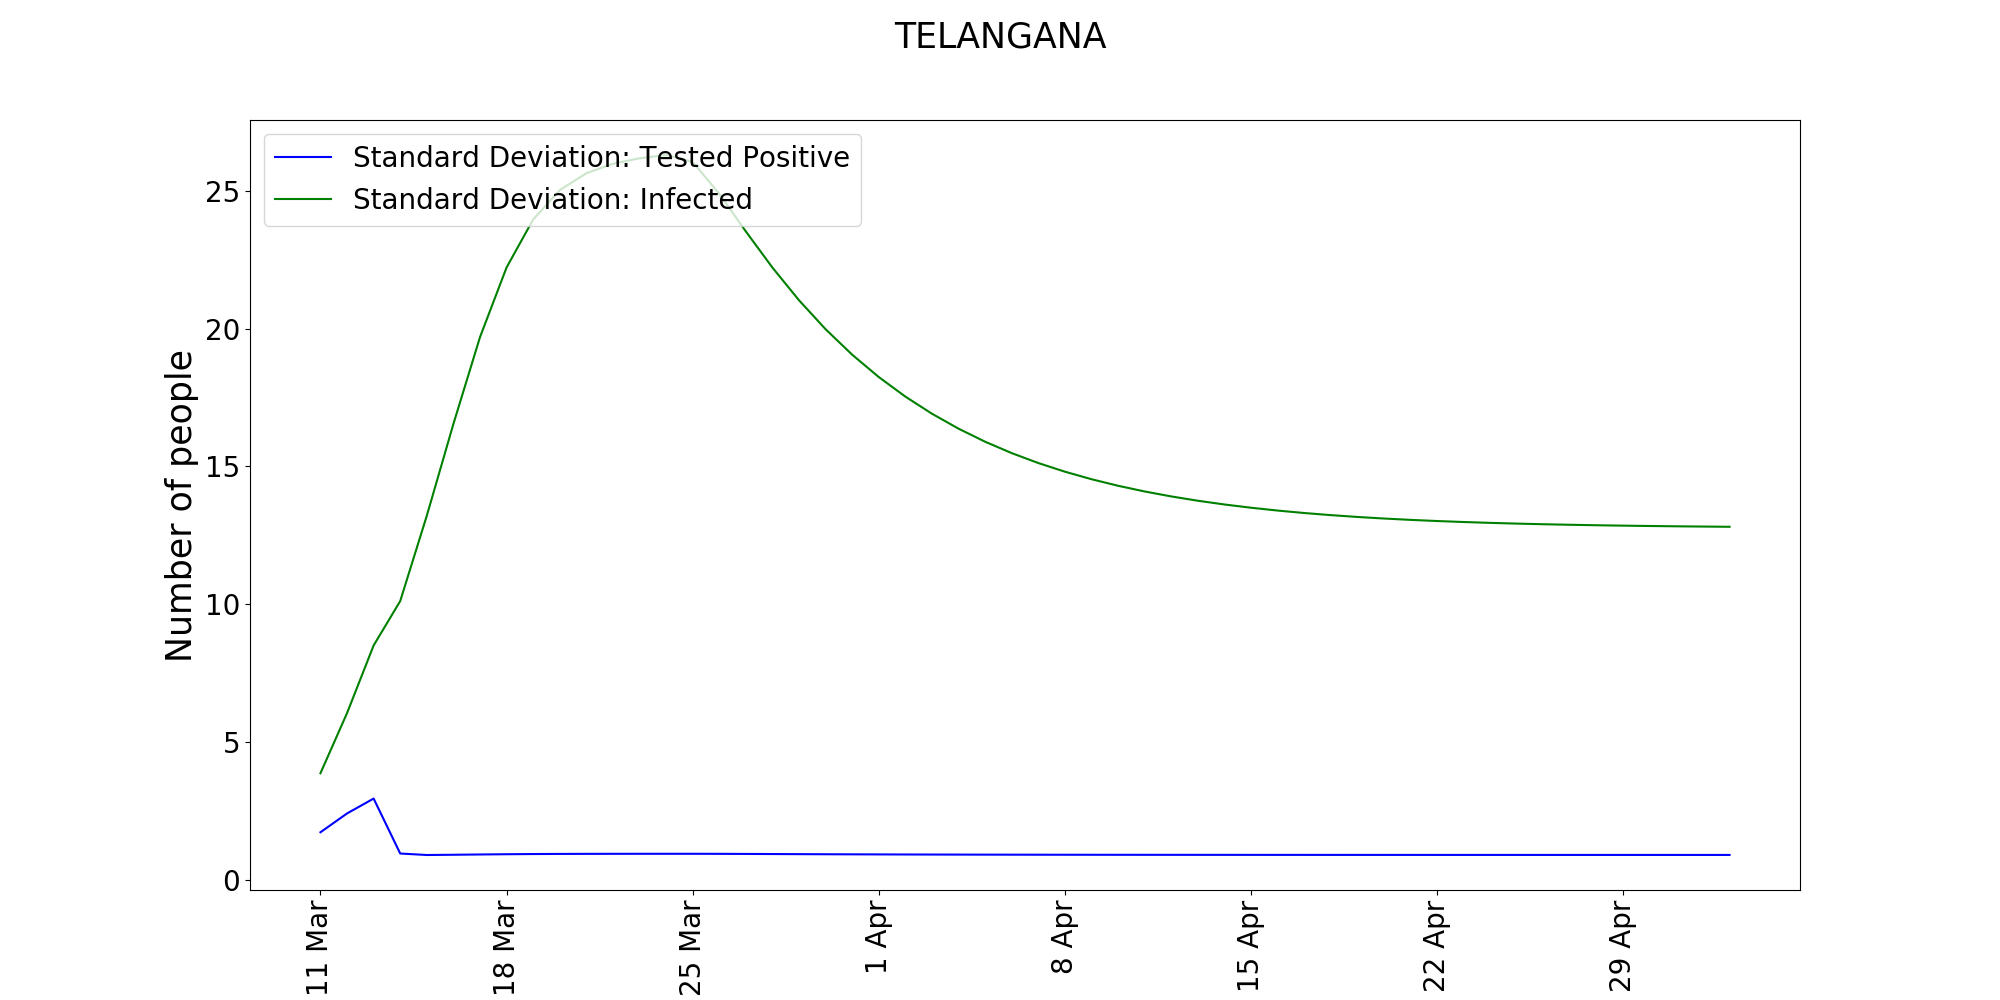 TELANGANA
Standard Deviation: Tested Positive
Standard Deviation: Infected
Number of people
25
20
15
10
5
0
11 Mar
18 Mar
25 Mar
1 Apr
8 Apr
15 Apr
22 Apr
29 Apr